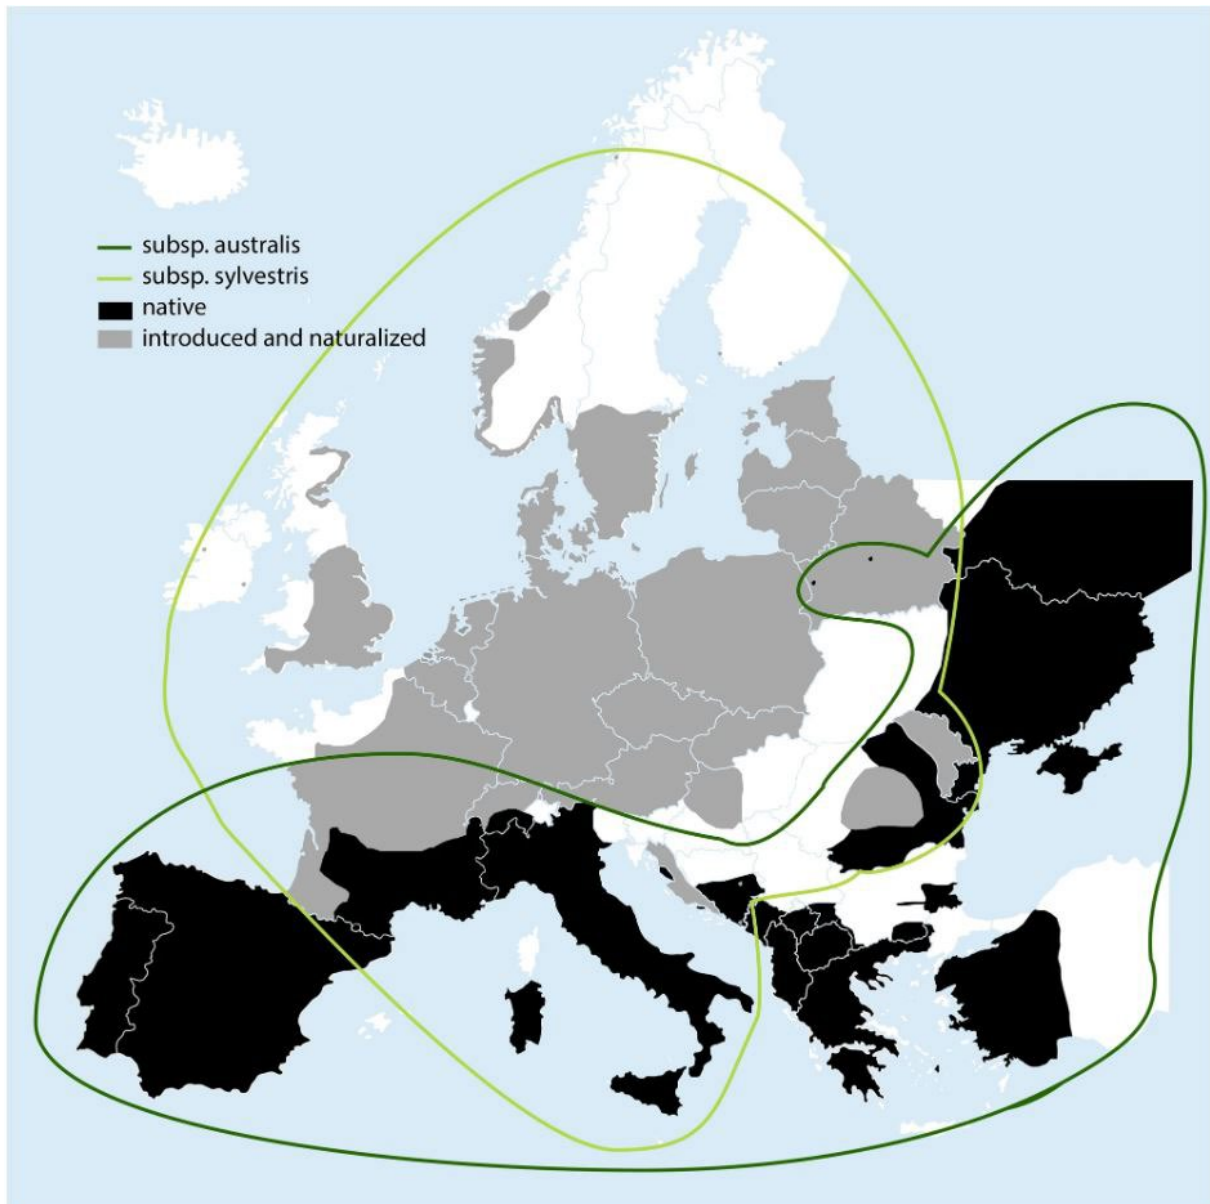 subsp. australis
subsp. sylvestris
native
introduced and naturalized